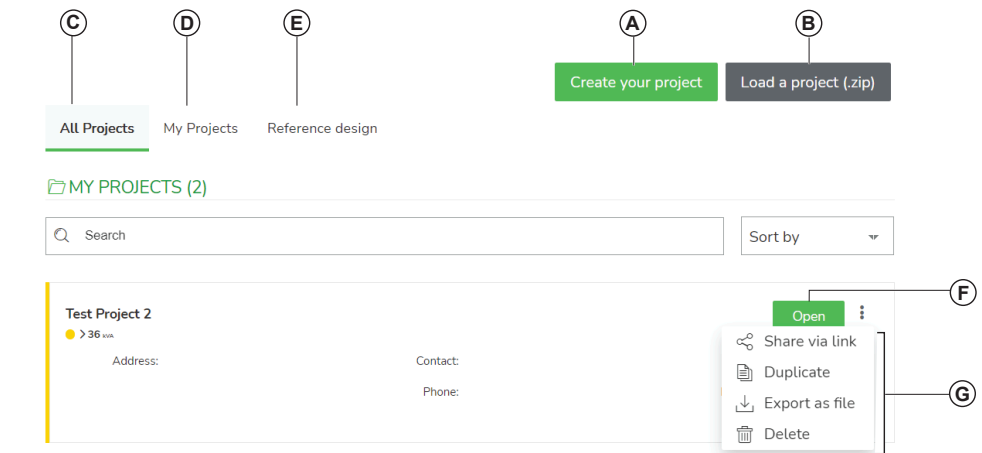 C D E A B
Create your project Load a project (.zip)
All Projects My Projects Reference design
MY PROJECTS (2)
Search Sort by
F
Test Project 2
Open
> 36 kVA
Share via link
Address: Contact:
Duplicate
Phone:
G
Export as file
Delete